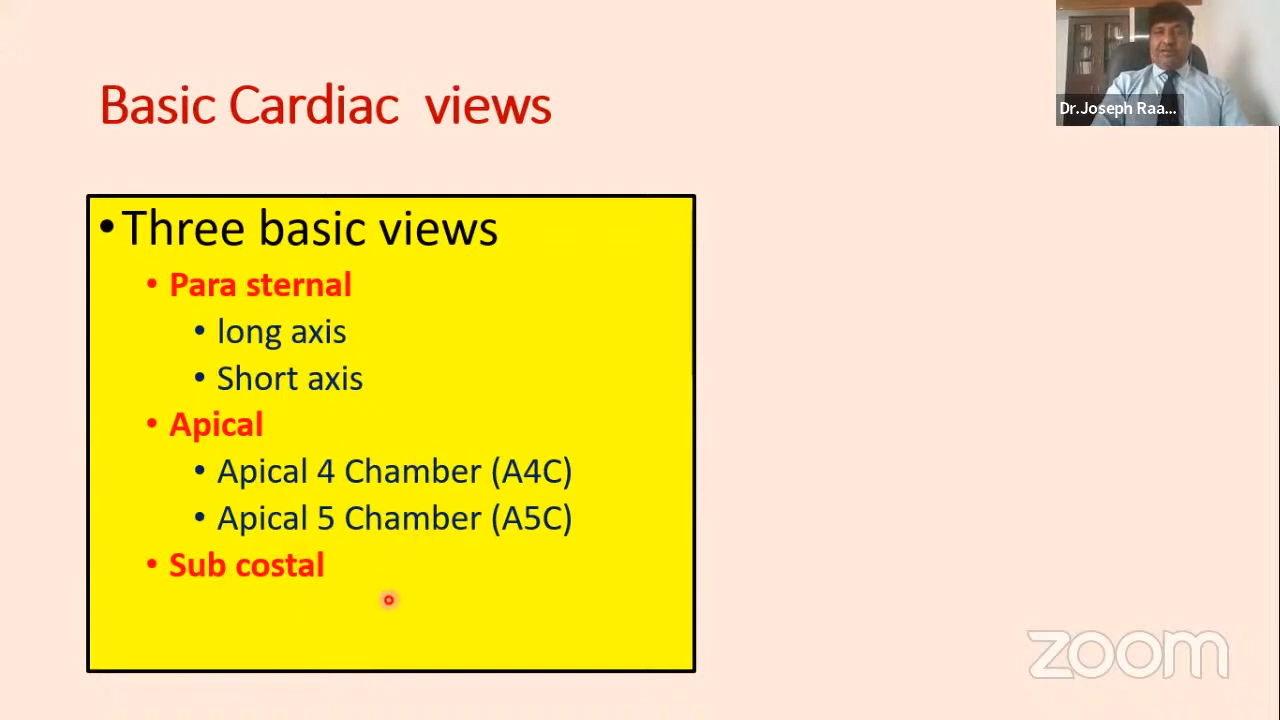 Basic Cardiac views
Dr.Joseph Raa...
•Three basic views
• Para sternal
• long axis
• Short axis
• Apical
• Apical 4 Chamber (A4C)
• Apical 5 Chamber (A5C)
• Sub costal
zoom